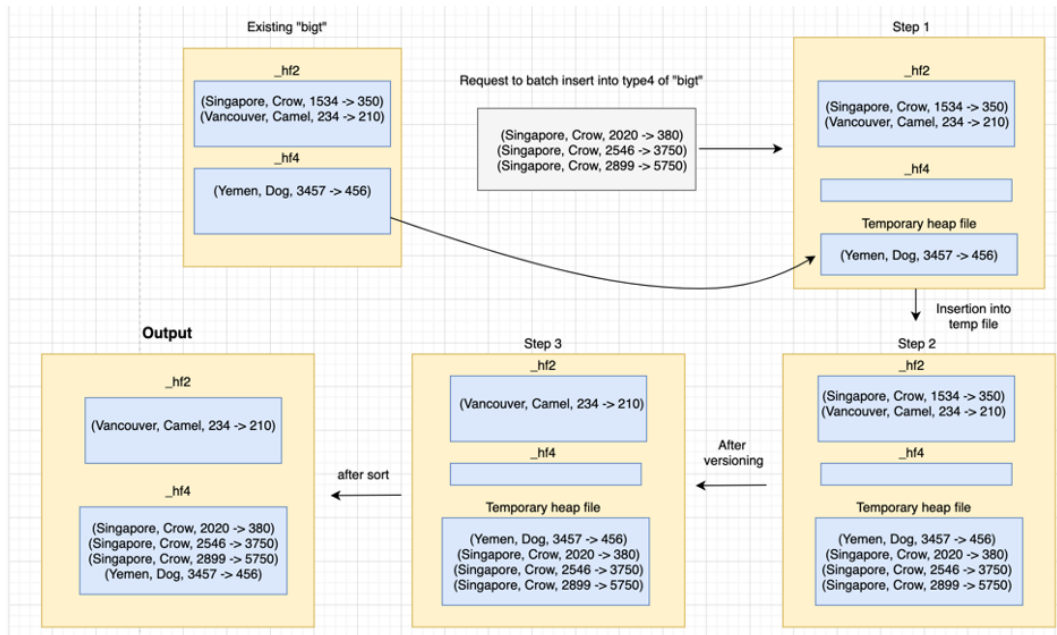 Existing "bigt"
_hf2
(Singapore, Crow, 1534 -> 350)
(Vancouver, Camel, 234 -> 210)
_hf4
(Yemen, Dog, 3457 -> 456)
Request to batch insert into type4 of "bigt"
(Singapore, Crow, 2020 -> 380)
(Singapore, Crow, 2546 -> 3750)
(Singapore, Crow, 2899 -> 5750)
Step 1
_hf2
(Singapore, Crow, 1534 -> 350)
(Vancouver, Camel, 234 -> 210)
_hf4
Temporary heap file
(Yemen, Dog, 3457 -> 456)
Insertion into
temp file
Step 2
_hf2
(Singapore, Crow, 1534 -> 350)
(Vancouver, Camel, 234 -> 210)
_hf4
Temporary heap file
(Yemen, Dog, 3457 -> 456)
(Singapore, Crow, 2020 -> 380)
(Singapore, Crow, 2546 -> 3750)
(Singapore, Crow, 2899 -> 5750)
After
versioning
Step 3
_hf2
(Vancouver, Camel, 234 -> 210)
_hf4
Temporary heap file
(Yemen, Dog, 3457 -> 456)
(Singapore, Crow, 2020 -> 380)
(Singapore, Crow, 2546 -> 3750)
(Singapore, Crow, 2899 -> 5750)
after sort
Output
_hf2
(Vancouver, Camel, 234 -> 210)
_hf4
(Singapore, Crow, 2020 -> 380)
(Singapore, Crow, 2546 -> 3750)
(Singapore, Crow, 2899 -> 5750)
(Yemen, Dog, 3457 -> 456)